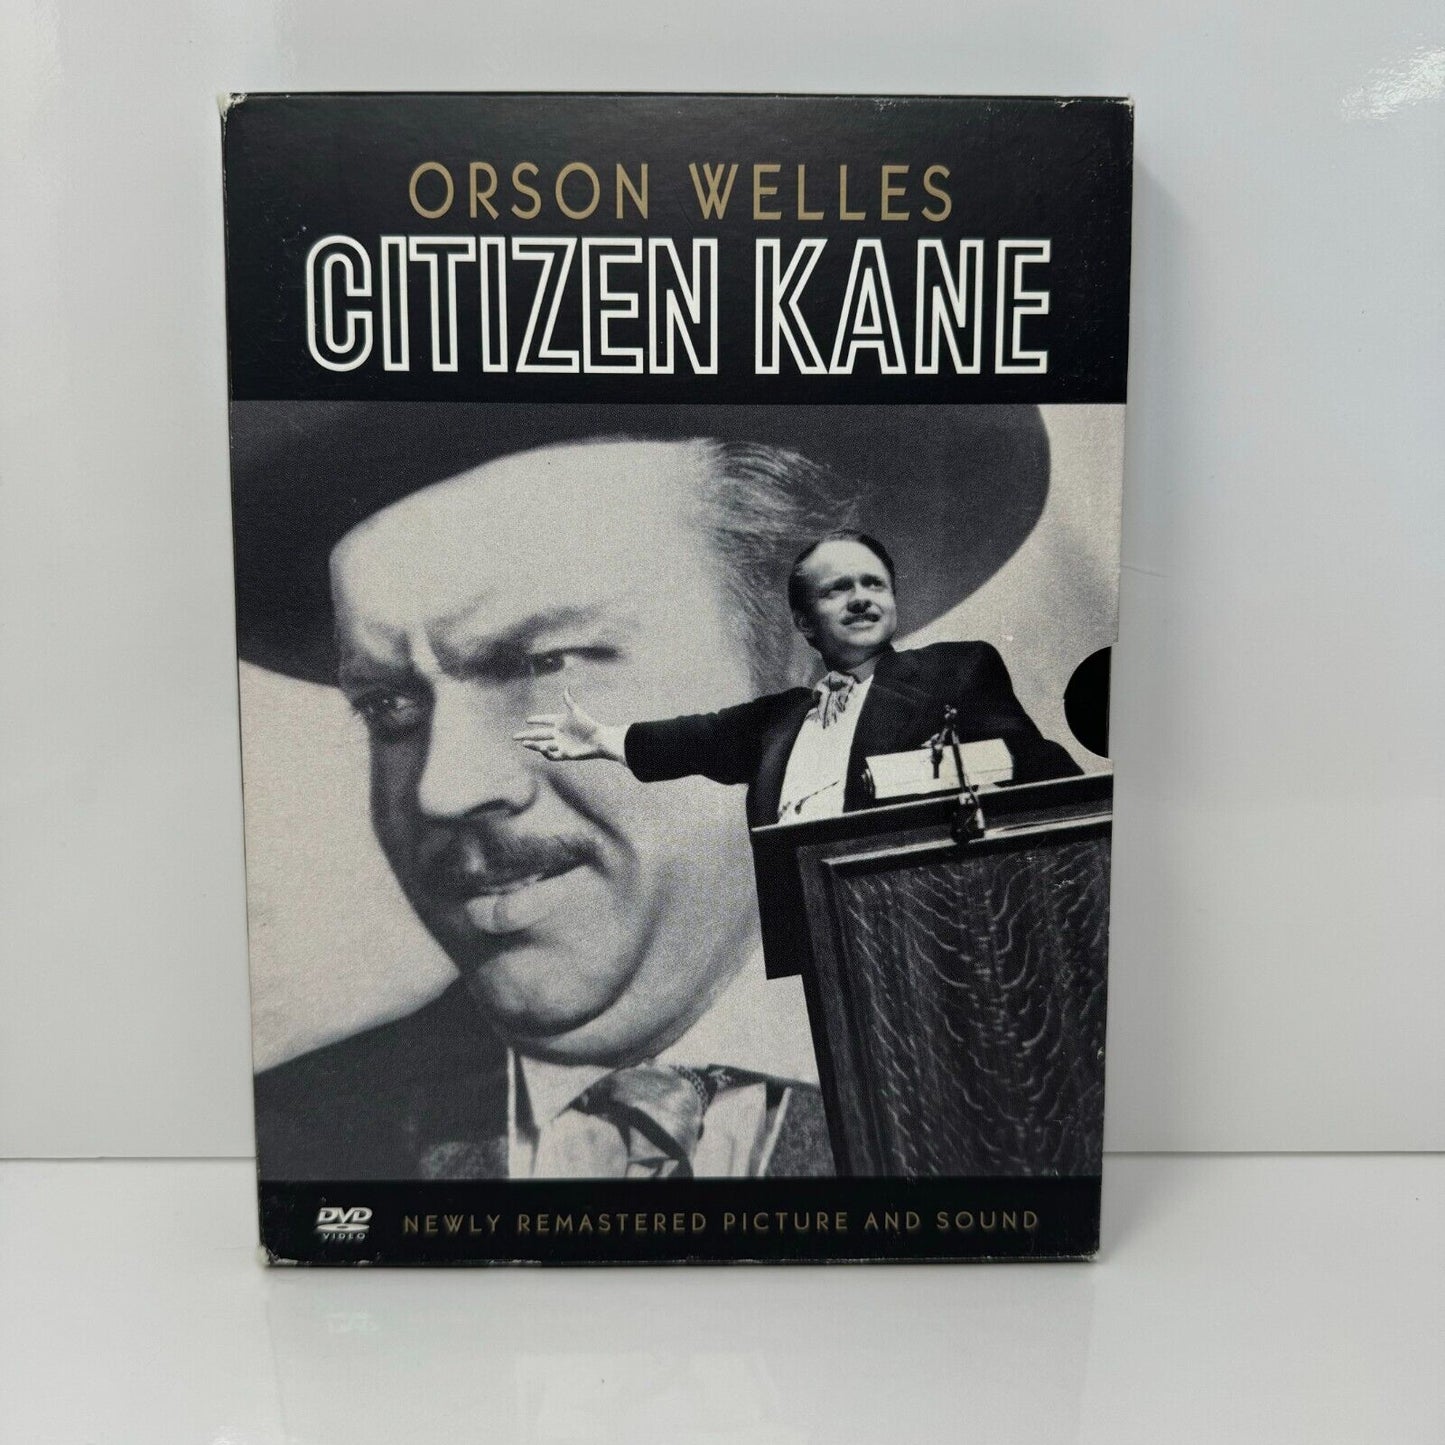 ORSON WELLES
CITIZEN KANE
DVD
VIDEO
NEWLY REMASTERED PICTURE AND SOUND